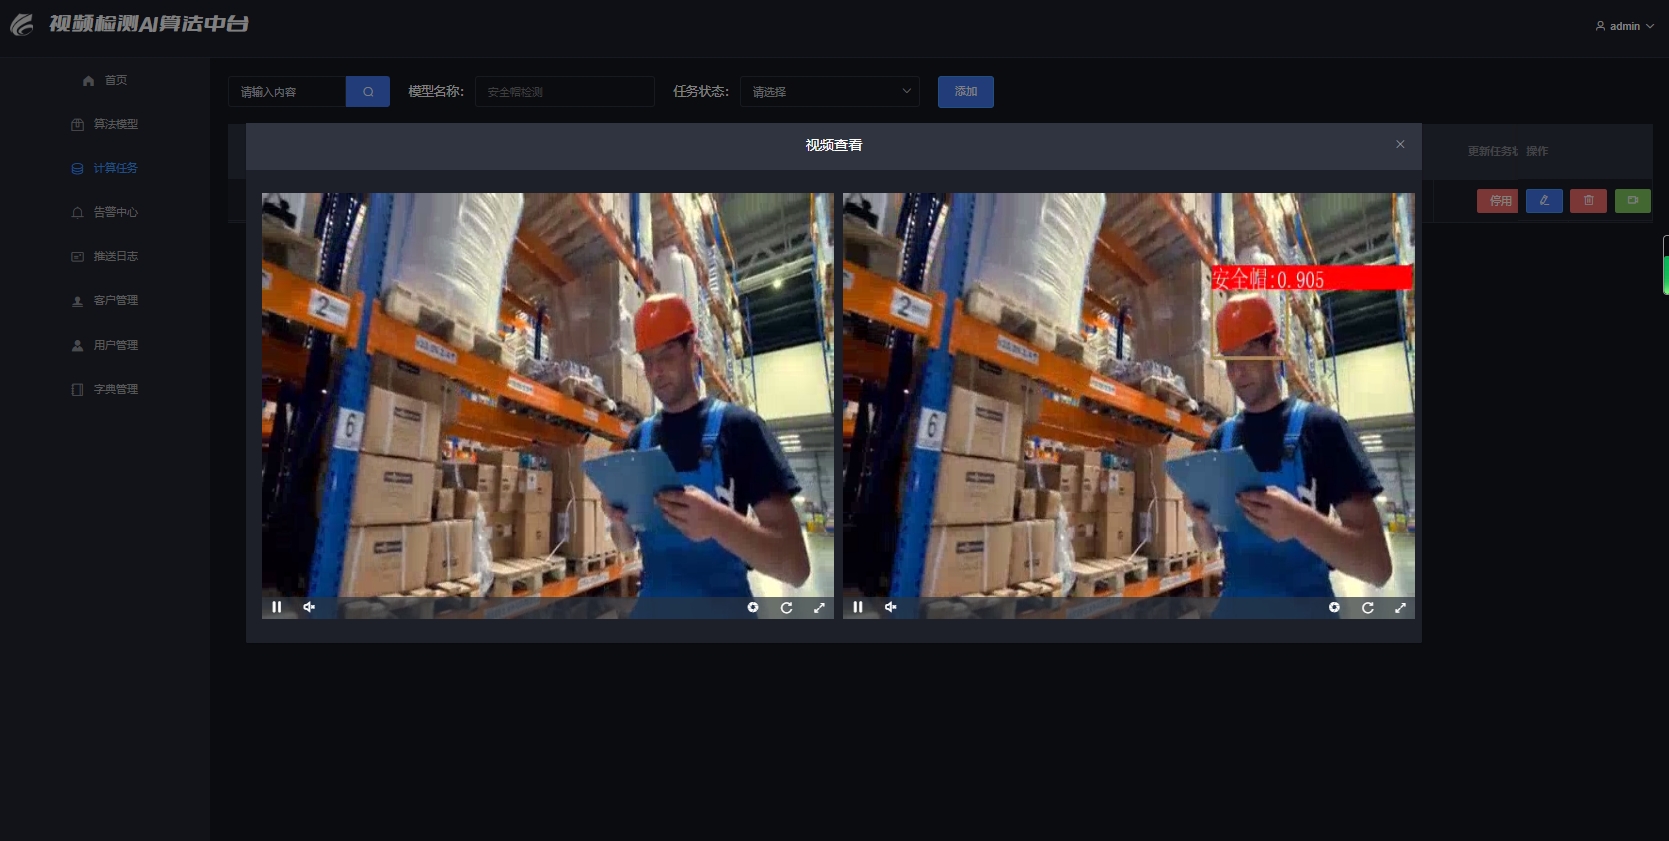 视频检测AI算法中台
admin
首页
算法模型
计算任务
告警中心
推送日志
客户管理
用户管理
字典管理
请输入内容
模型名称:
安全帽检测
任务状态:
请选择
添加
视频查看
更新任务状
操作
停用
2
6
安全帽:0.905
2
6